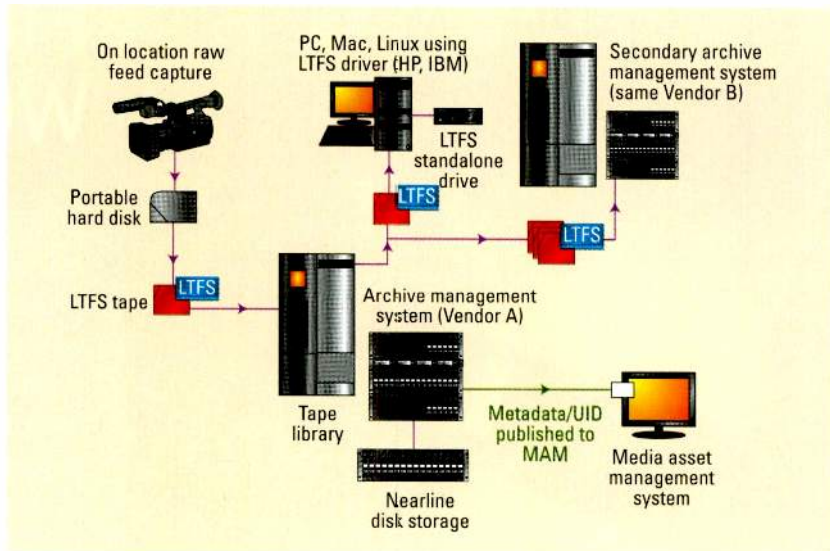 On location raw
feed capture
PC, Mac, Linux using
LTFS driver (HP, IBM)
Secondary archive
management system
(same Vendor B)
LTFS
standalone
drive
Portable
hard disk
LTFS
LTFS
LTFS tape
LTFS
Archive management
system (Vendor A)
Tape
library
Metadata/UID
published to
MAM
Media asset
management
system
Nearline
disk storage